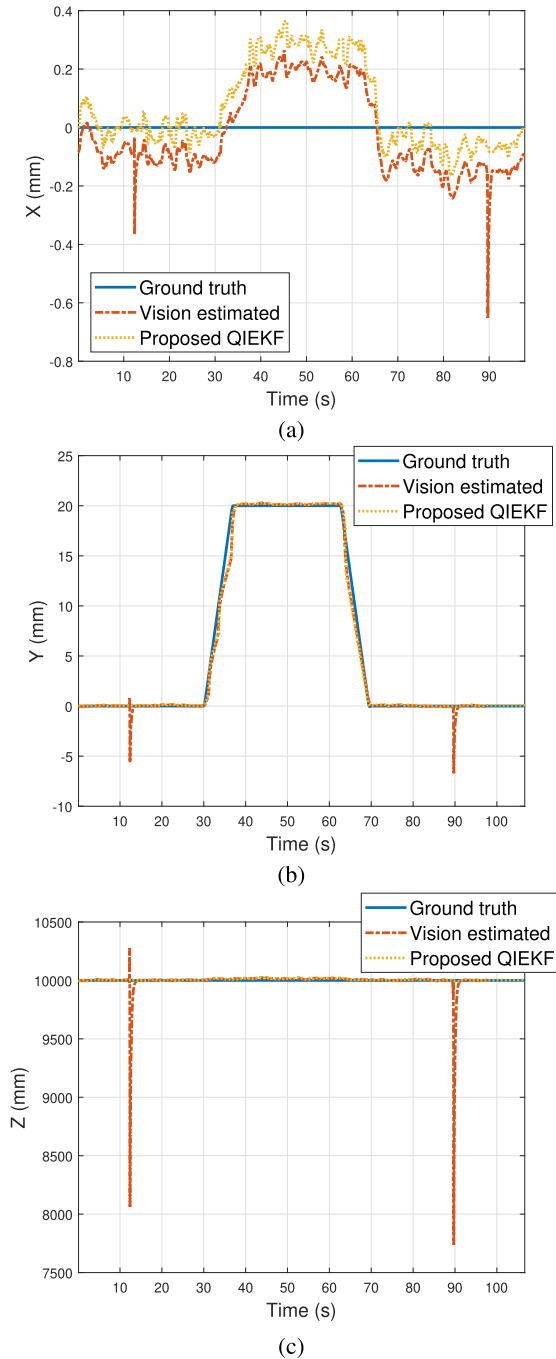 0.4
0.2
0
-0.2
-0.4
-0.6
-0.8
X (mm)
Ground truth
Vision estimated
Proposed QIEKF
10 20 30 40 50 60 70 80 90
Time (s)
(a)
25
20
15
10
5
0
-5
-10
Y (mm)
Ground truth
Vision estimated
Proposed QIEKF
10 20 30 40 50 60 70 80 90 100
Time (s)
(b)
10500
10000
9500
9000
8500
8000
7500
Z (mm)
Ground truth
Vision estimated
Proposed QIEKF
10 20 30 40 50 60 70 80 90 100
Time (s)
(c)